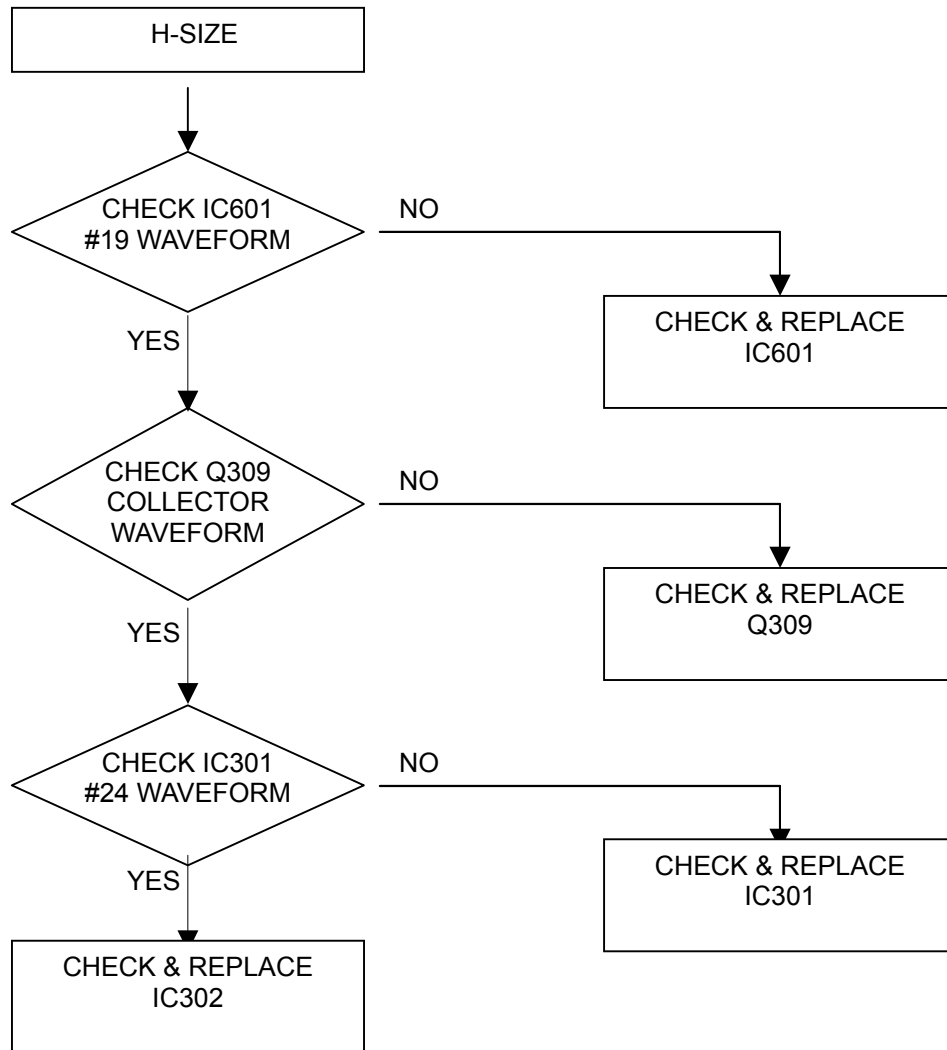 H-SIZE
CHECK IC601
#19 WAVEFORM
NO
CHECK & REPLACE
IC601
YES
CHECK Q309
COLLECTOR
WAVEFORM
NO
CHECK & REPLACE
Q309
YES
CHECK IC301
#24 WAVEFORM
NO
CHECK & REPLACE
IC301
YES
CHECK & REPLACE
IC302